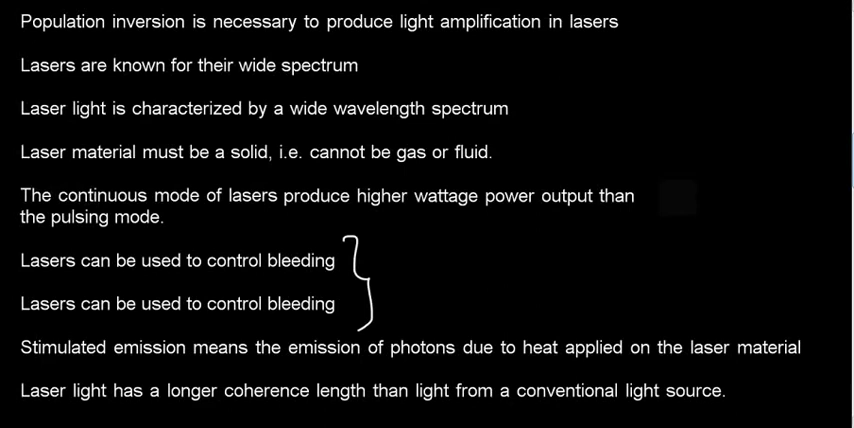 Population inversion is necessary to produce light amplification in lasers
Lasers are known for their wide spectrum
Laser light is characterized by a wide wavelength spectrum
Laser material must be a solid, i.e. cannot be gas or fluid.
The continuous mode of lasers produce higher wattage power output than
the pulsing mode.
Lasers can be used to control bleeding
Lasers can be used to control bleeding
Stimulated emission means the emission of photons due to heat applied on the laser material
Laser light has a longer coherence length than light from a conventional light source.